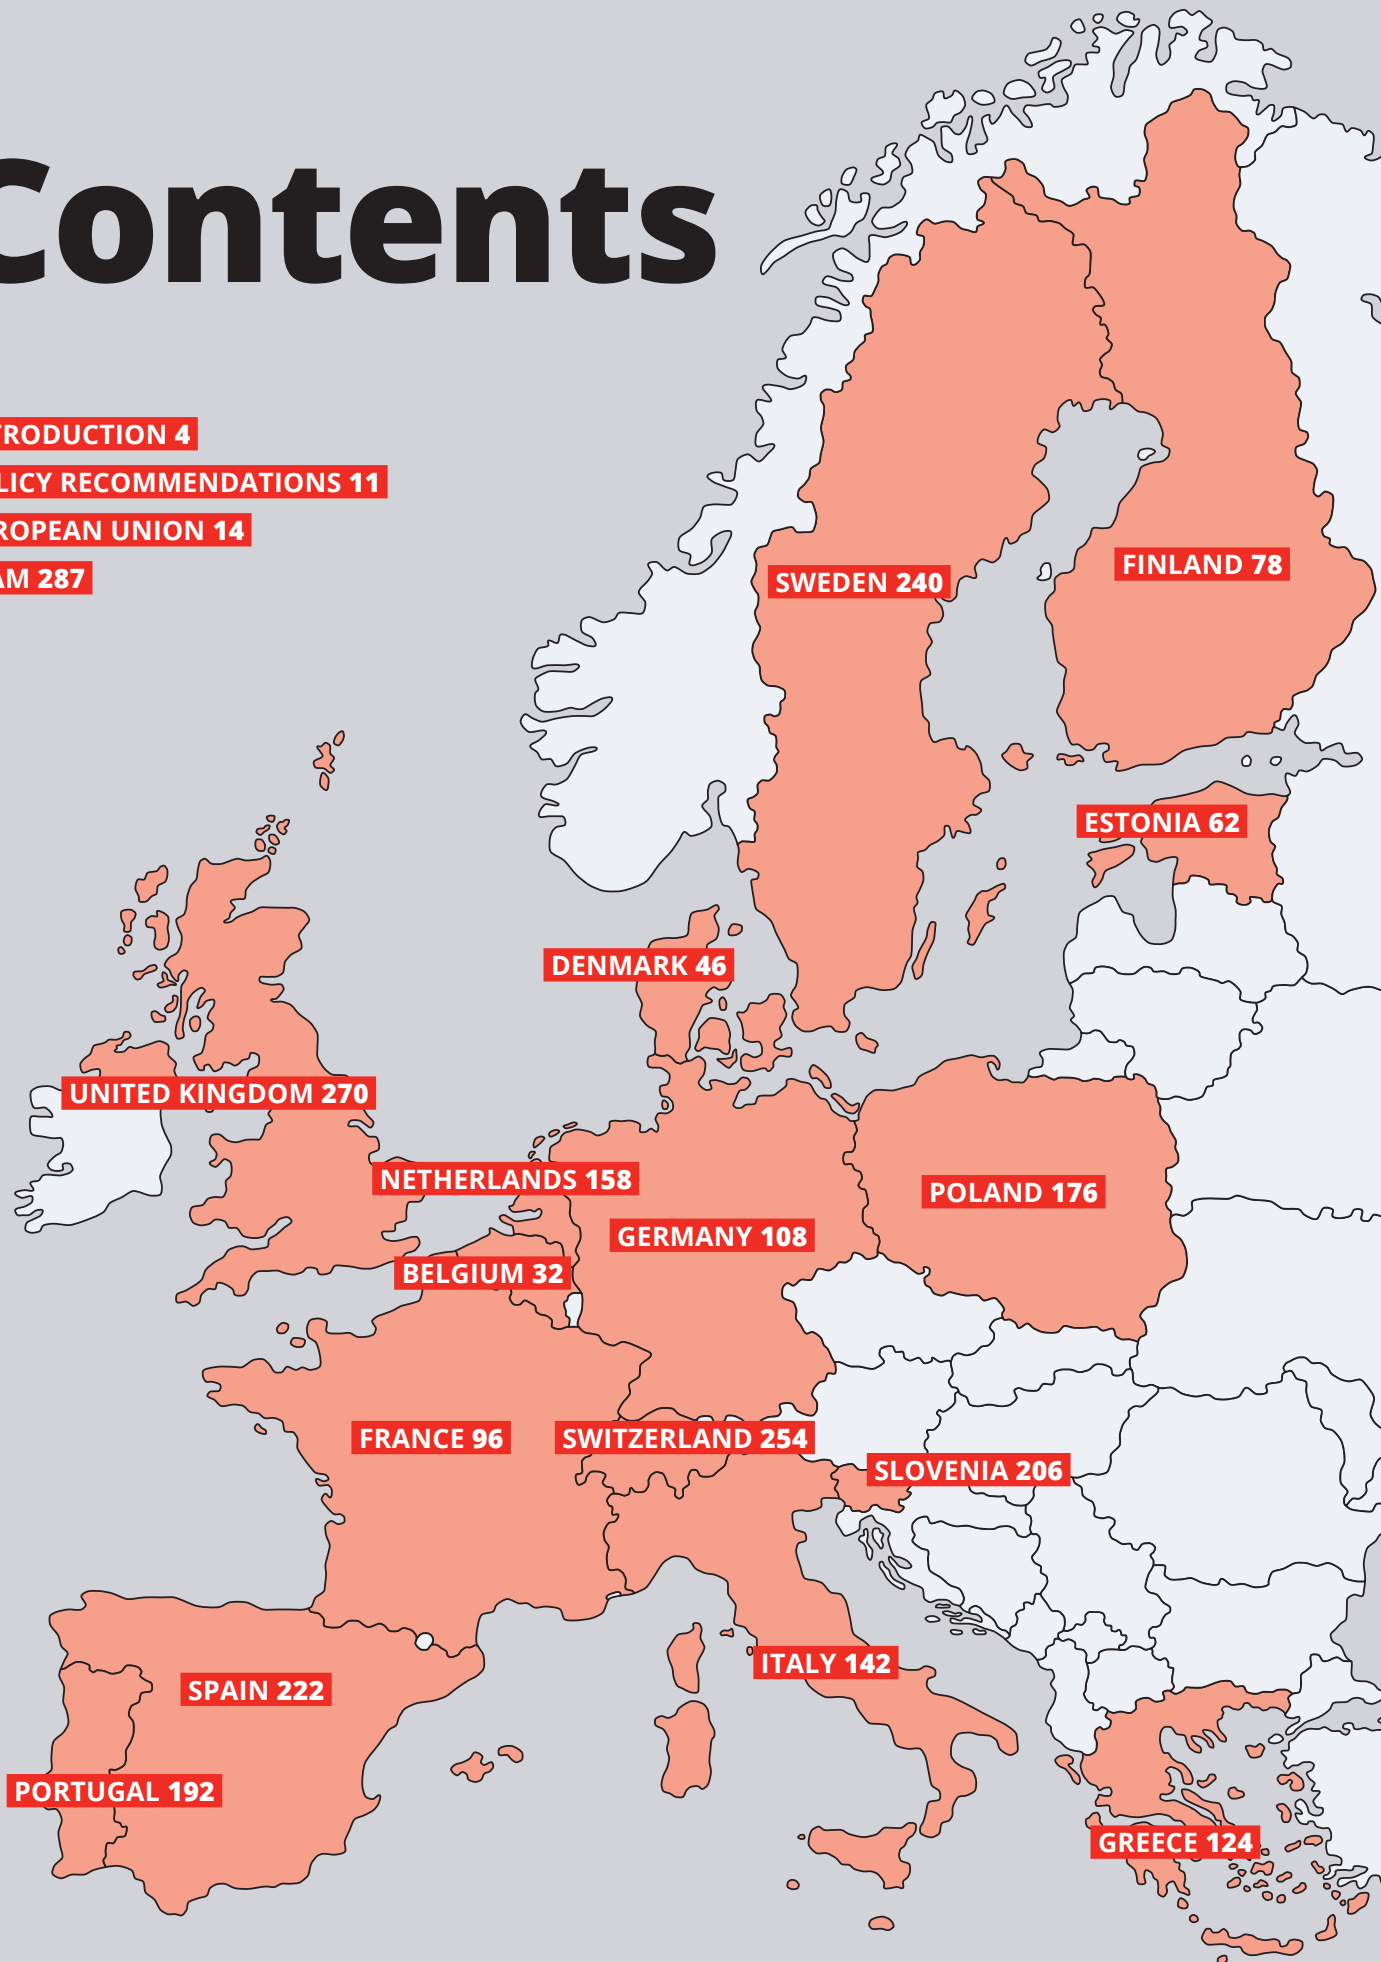 Contents
TRODUCTION 4
LICY RECOMMENDATIONS 11
ROPEAN UNION 14
AM 287
FINLAND 78
SWEDEN 240
ESTONIA 62
DENMARK 46
UNITED KINGDOM 270
NETHERLANDS 158
POLAND 176
GERMANY 108
BELGIUM 32
FRANCE 96
SWITZERLAND 254
SLOVENIA 206
ITALY 142
SPAIN 222
PORTUGAL 192
GREECE 124